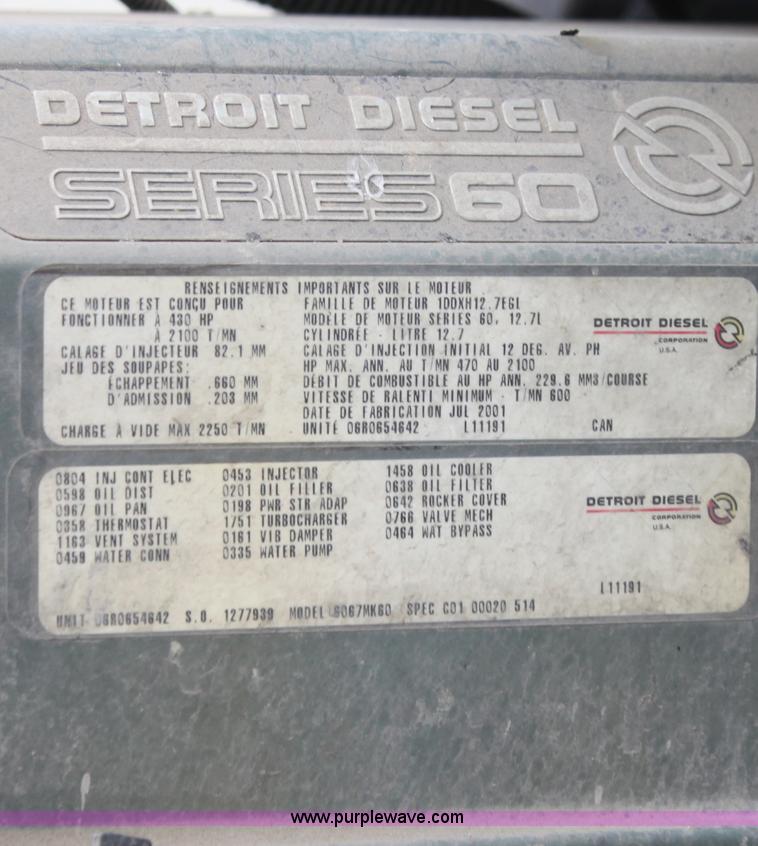 DETROIT DIESEL
SERIES 60
RENSEIGNEMENTS IMPORTANTS SUR LE MOTEUR
CE MOTEUR EST CONÇU POUR
FONCTIONNER À 430 HP
À 2100 T/MN
CALAGE D'INJECTEUR 82.1 MM
JEU DES SOUPAPES:
ÉCHAPPEMENT .660 MM
D'ADMISSION .203 MM
CHARGE À VIDE MAX 2250 T/MN
FAMILLE DE MOTEUR 1DDXH12.7EGL
MODÈLE DE MOTEUR SERIES 60, 12.7L
CYLINDRÉE - LITRE 12.7
CALAGE D'INJECTION INITIAL 12 DEG. AV. PH
HP MAX. ANN. AU T/MN 470 AU 2100
DÉBIT DE COMBUSTIBLE AU HP ANN. 229.6 MM3/COURSE
VITESSE DE RALENTI MINIMUM - T/MN 600
DATE DE FABRICATION JUL 2001
UNITÉ 06R0654642 L11191 CAN
DETROIT DIESEL
CORPORATION
U.S.A.
0804 INJ CONT ELEC
0598 OIL DIST
0967 OIL PAN
0358 THERMOSTAT
1163 VENT SYSTEM
0459 WATER CONN
0453 INJECTOR
0201 OIL FILLER
0198 PWR STR ADAP
1751 TURBOCHARGER
0161 VIB DAMPER
0335 WATER PUMP
1458 OIL COOLER
0638 OIL FILTER
0642 ROCKER COVER
0766 VALVE MECH
0464 WAT BYPASS
DETROIT DIESEL
CORPORATION
U.S.A.
L11191
UNIT 06R0654642 S.O. 1277939 MODEL 6067MK60 SPEC C01 00020 514
www.purplewave.com